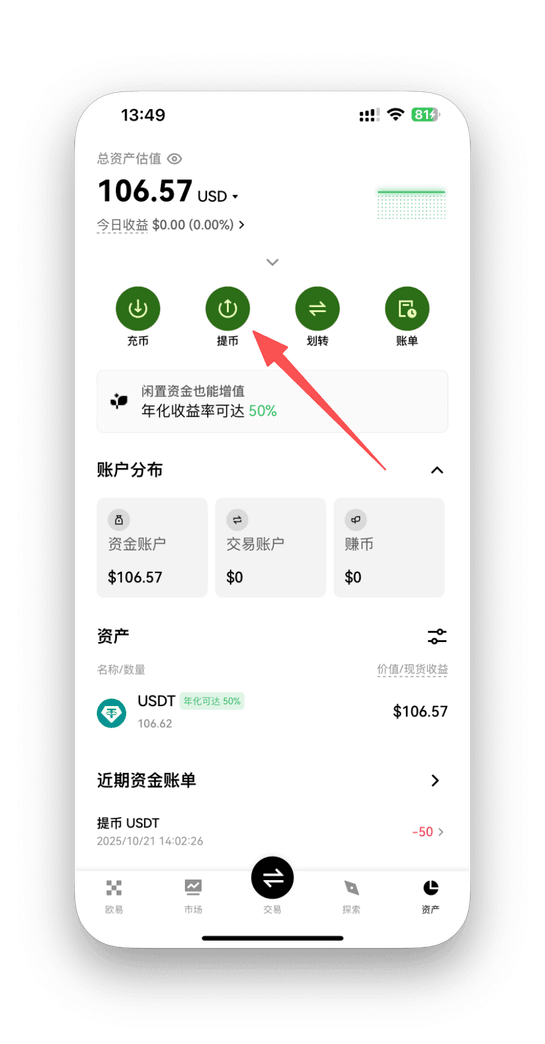 13:49
81
总资产估值
106.57 USD
今日收益 $0.00 (0.00%)
充币
提币
划转
账单
闲置资金也能增值
年化收益率可达 50%
账户分布
资金账户
交易账户
赚币
$106.57
$0
$0
资产
名称/数量
价值/现货收益
USDT 年化可达 50%
106.62
$106.57
近期资金账单
提币 USDT
2025/10/21 14:02:26
-50
欧易
市场
交易
探索
资产